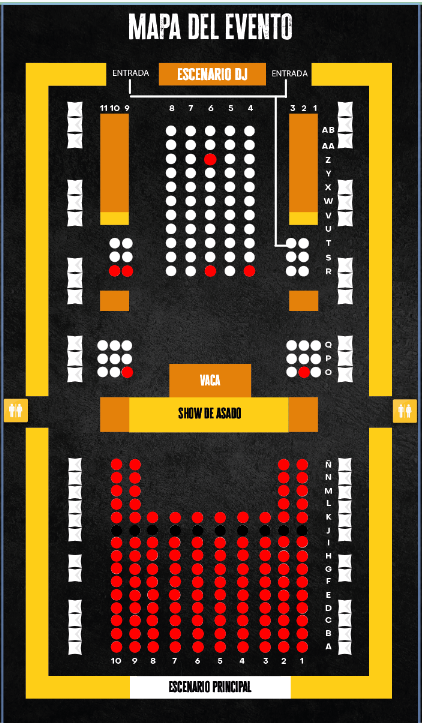 MAPA DEL EVENTO
ENTRADA ESCENARIO DJ ENTRADA
11 10 9 8 7 6 5 4 3 2 1
AB
AA
Z
Y
X
W
V
U
T
S
R
Q
P
O
VACA
SHOW DE ASADO
Ñ
N
M
L
K
J
I
H
G
F
E
D
C
B
A
10 9 8 7 6 5 4 3 2 1
ESCENARIO PRINCIPAL